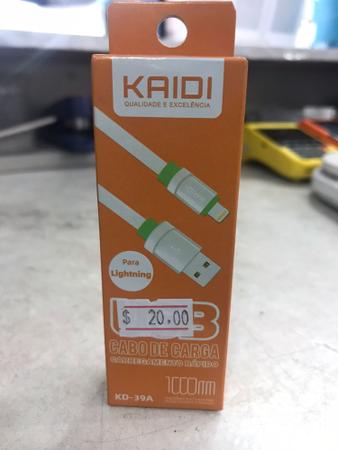 KAIDI
QUALIDADE E EXCELÊNCIA
Para
Lightning
$ 20.00
CABO DE CARGA
CARREGAMENTO RÁPIDO
1000mm
KD-39A